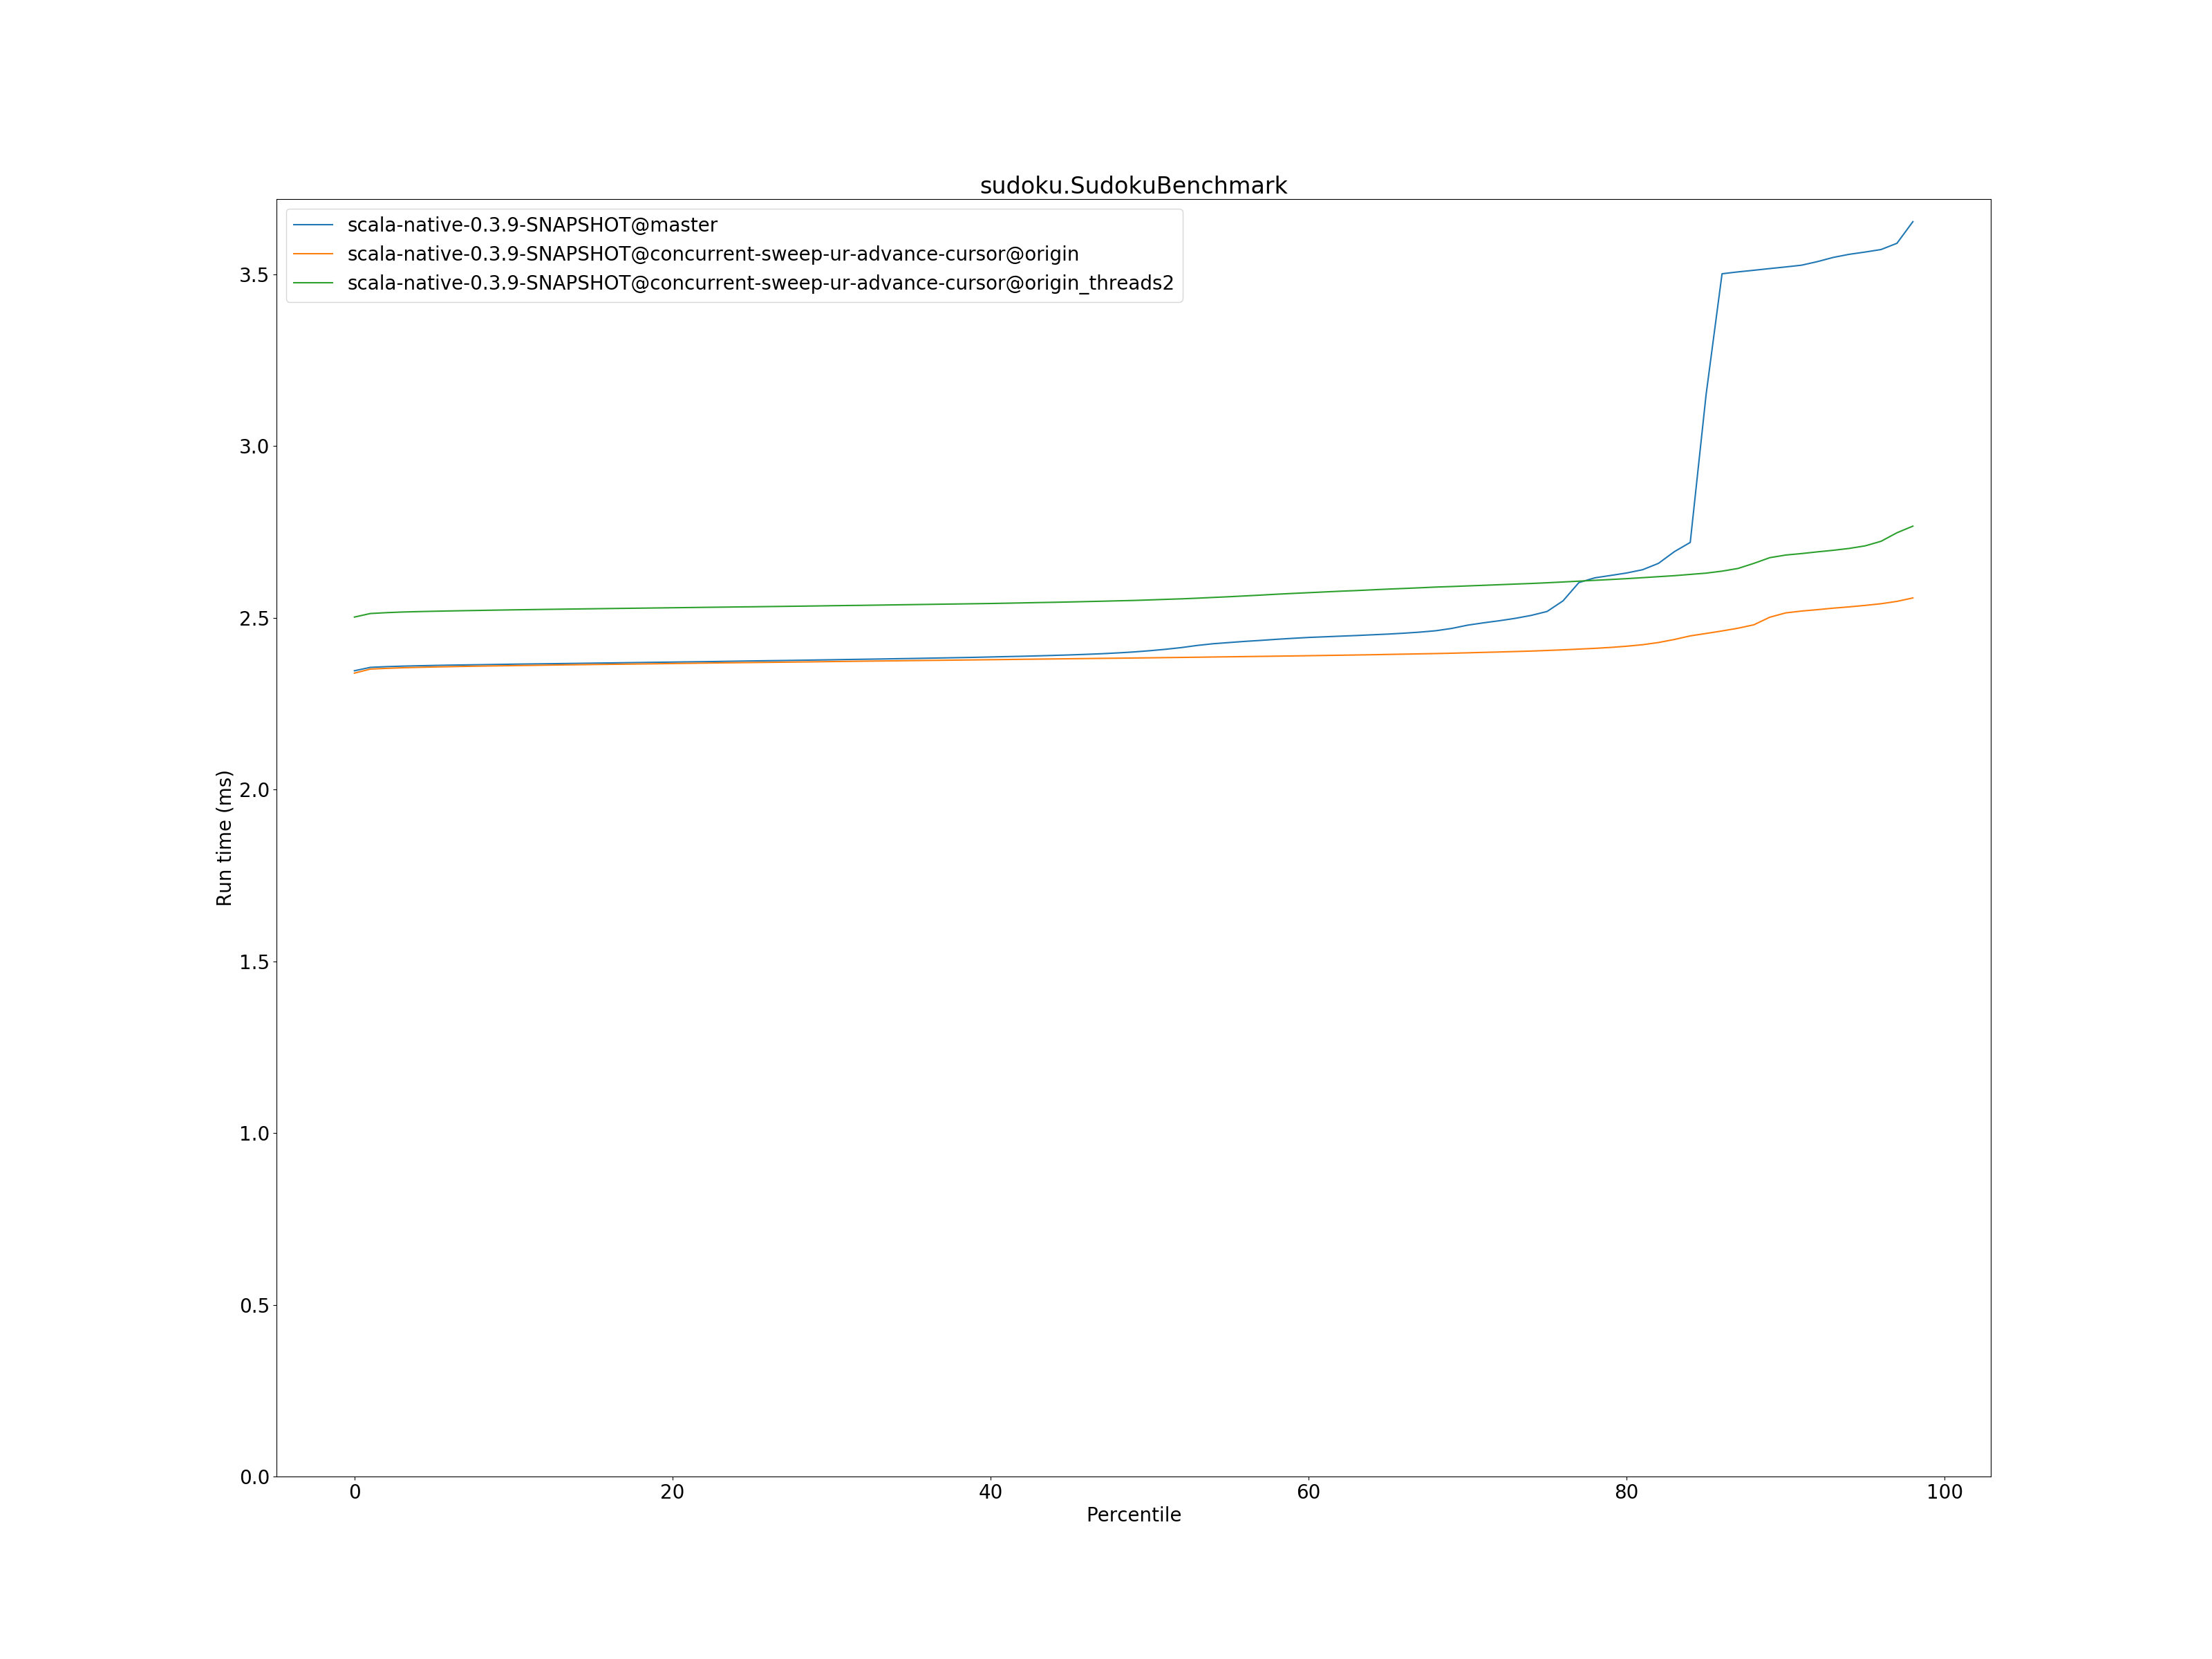 sudoku.SudokuBenchmark
scala-native-0.3.9-SNAPSHOT@master
scala-native-0.3.9-SNAPSHOT@concurrent-sweep-ur-advance-cursor@origin
scala-native-0.3.9-SNAPSHOT@concurrent-sweep-ur-advance-cursor@origin_threads2
3.5
3.0
2.5
2.0
1.5
1.0
0.5
0.0
Run time (ms)
0 20 40 60 80 100
Percentile